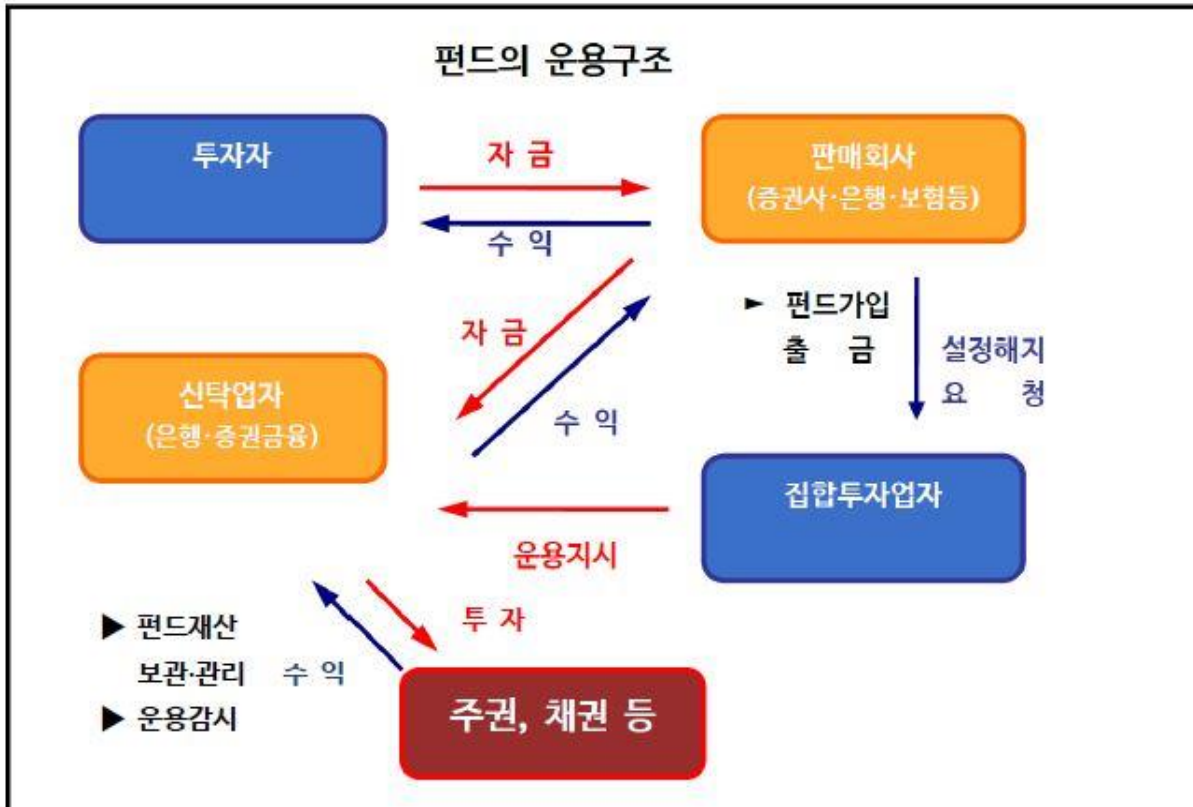 펀드의 운용구조
투자자
자 금
판매회사
(증권사·은행·보험등)
수 익
► 펀드가입
출 금
설정해지
요 청
자 금
신탁업자
(은행·증권금융)
수 익
집합투자업자
운용지시
▶ 펀드재산
보관·관리
▶ 운용감시
수 익
투 자
주권, 채권 등